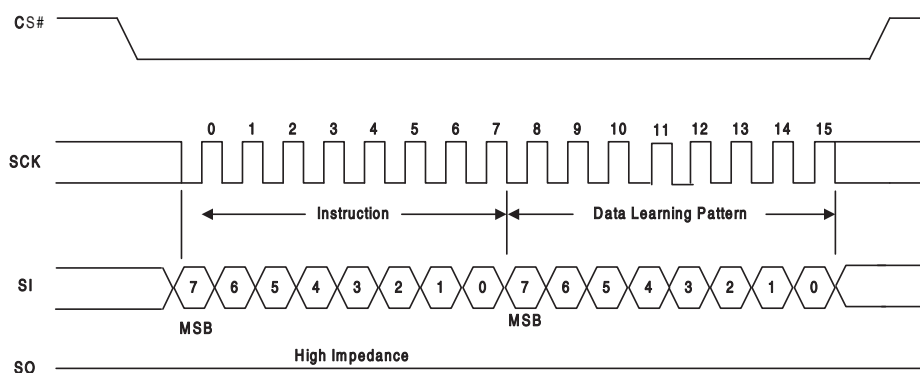 CS#
0 1 2 3 4 5 6 7 8 9 10 11 12 13 14 15
SCK
Instruction Data Learning Pattern
SI 7 6 5 4 3 2 1 0 7 6 5 4 3 2 1 0
MSB MSB
High Impedance
SO